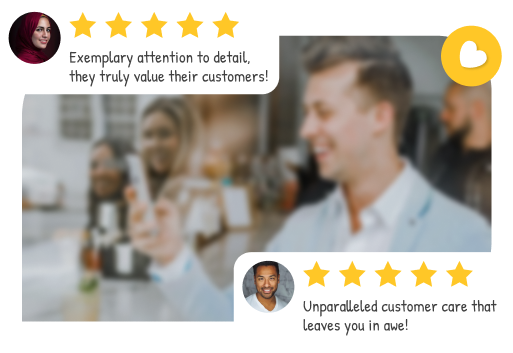 Exemplary attention to detail,
they truly value their customers!
Unparalleled customer care that
leaves you in awe!